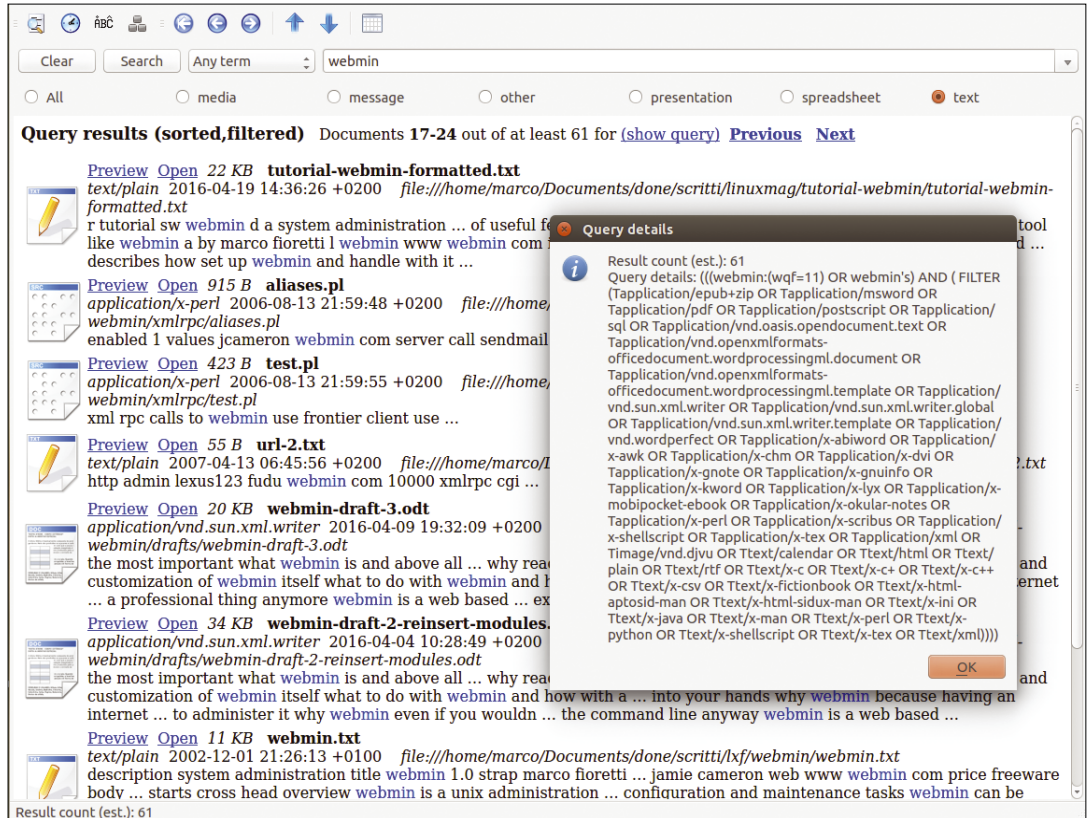 ÀBĈ
Clear Search Any term webmin
All media message other presentation spreadsheet text
Query results (sorted,filtered) Documents 17-24 out of at least 61 for (show query) Previous Next
Preview Open 22 KB tutorial-webmin-formatted.txt
text/plain 2016-04-19 14:36:26 +0200 file:///home/marco/Documents/done/scritti/linuxmag/tutorial-webmin/tutorial-webmin-
formatted.txt
r tutorial sw webmin d a system administration ... of useful tool
like webmin a by marco fioretti l webmin www webmin com ...
describes how set up webmin and handle with it ...
Preview Open 915 B aliases.pl
application/x-perl 2006-08-13 21:59:48 +0200 file:///home/
webmin/xmlrpc/aliases.pl
enabled 1 values jcameron webmin com server call sendmail
Preview Open 423 B test.pl
application/x-perl 2006-08-13 21:59:55 +0200 file:///home/
webmin/xmlrpc/test.pl
xml rpc calls to webmin use frontier client use ...
Preview Open 55 B url-2.txt
text/plain 2007-04-13 06:45:56 +0200 file:///home/marco/ 2.txt
http admin lexus123 fudu webmin com 10000 xmlrpc cgi ...
Preview Open 20 KB webmin-draft-3.odt
application/vnd.sun.xml.writer 2016-04-09 19:32:09 +0200
webmin/drafts/webmin-draft-3.odt
the most important what webmin is and above all ... why and
customization of webmin itself what to do with webmin and
... a professional thing anymore webmin is a web based ...
Preview Open 34 KB webmin-draft-2-reinsert-modules.
application/vnd.sun.xml.writer 2016-04-04 10:28:49 +0200
webmin/drafts/webmin-draft-2-reinsert-modules.odt
the most important what webmin is and above all ... why and
customization of webmin itself what to do with webmin and how with a ... into your hands why webmin because having an
internet ... to administer it why webmin even if you wouldn ... the command line anyway webmin is a web based ...
Preview Open 11 KB webmin.txt
text/plain 2002-12-01 21:26:13 +0100 file:///home/marco/Documents/done/scritti/lxf/webmin/webmin.txt
description system administration title webmin 1.0 strap marco fioretti ... jamie cameron web www webmin com price freeware
body ... starts cross head overview webmin is a unix administration ... configuration and maintenance tasks webmin can be
Result count (est.): 61
Query details
Result count (est.): 61
Query details: (((webmin:(wqf=11) OR webmin's) AND ( FILTER
(Tapplication/epub+zip OR Tapplication/msword OR
Tapplication/pdf OR Tapplication/postscript OR Tapplication/
sql OR Tapplication/vnd.oasis.opendocument.text OR
Tapplication/vnd.openxmlformats-
officedocument.wordprocessingml.document OR
Tapplication/vnd.openxmlformats-
officedocument.wordprocessingml.template OR Tapplication/
vnd.sun.xml.writer OR Tapplication/vnd.sun.xml.writer.global
OR Tapplication/vnd.sun.xml.writer.template OR Tapplication/
vnd.wordperfect OR Tapplication/x-abiword OR Tapplication/
x-awk OR Tapplication/x-chm OR Tapplication/x-dvi OR
Tapplication/x-gnote OR Tapplication/x-gnuinfo OR
Tapplication/x-kword OR Tapplication/x-lyx OR Tapplication/x-
mobipocket-ebook OR Tapplication/x-okular-notes OR
Tapplication/x-perl OR Tapplication/x-scribus OR Tapplication/
x-shellscript OR Tapplication/x-tex OR Tapplication/xml OR
Timage/vnd.djvu OR Ttext/calendar OR Ttext/html OR Ttext/
plain OR Ttext/rtf OR Ttext/x-c OR Ttext/x-c+ OR Ttext/x-c++
OR Ttext/x-csv OR Ttext/x-fictionbook OR Ttext/x-html-
aptosid-man OR Ttext/x-html-sidux-man OR Ttext/x-ini OR
Ttext/x-java OR Ttext/x-man OR Ttext/x-perl OR Ttext/x-
python OR Ttext/x-shellscript OR Ttext/x-tex OR Ttext/xml))))
OK